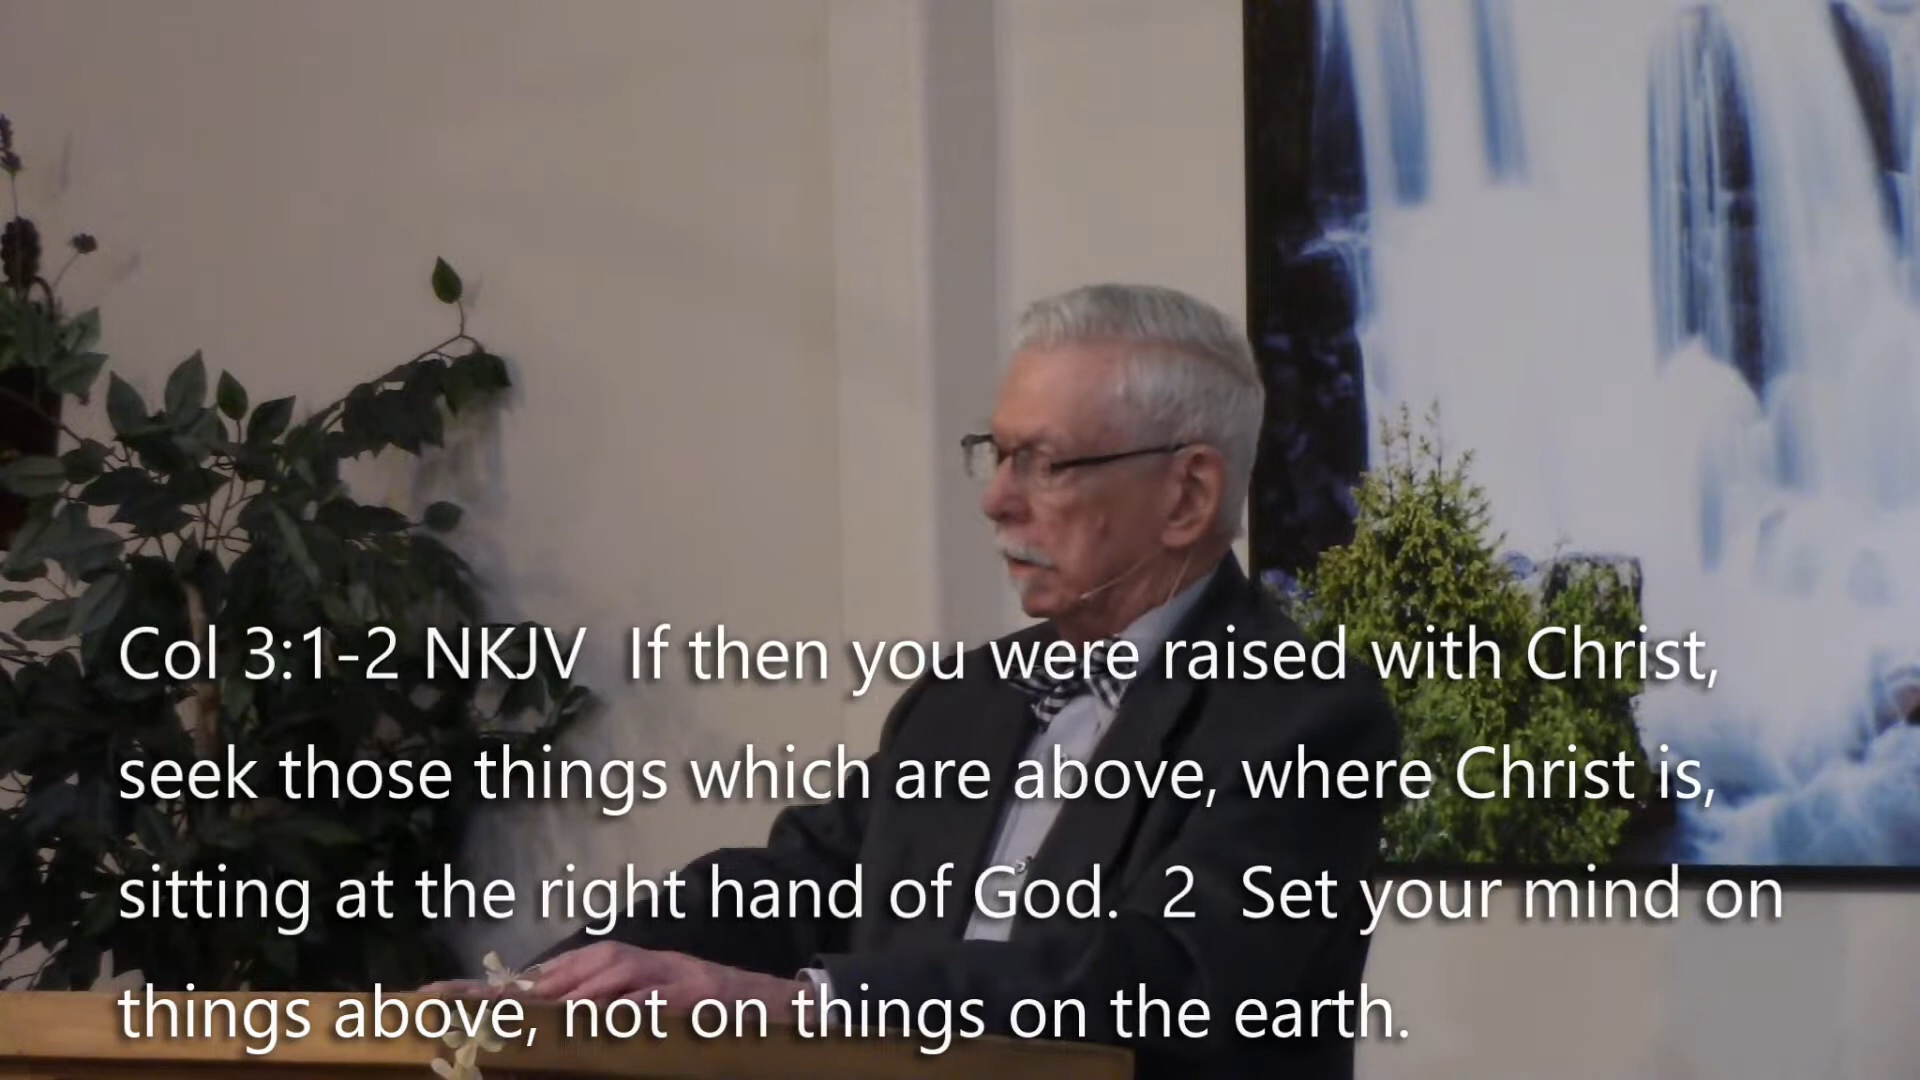 Col 3:1-2 NKJV  If then you were raised with Christ,
seek those things which are above, where Christ is,
sitting at the right hand of God.  2  Set your mind on
things above, not on things on the earth.